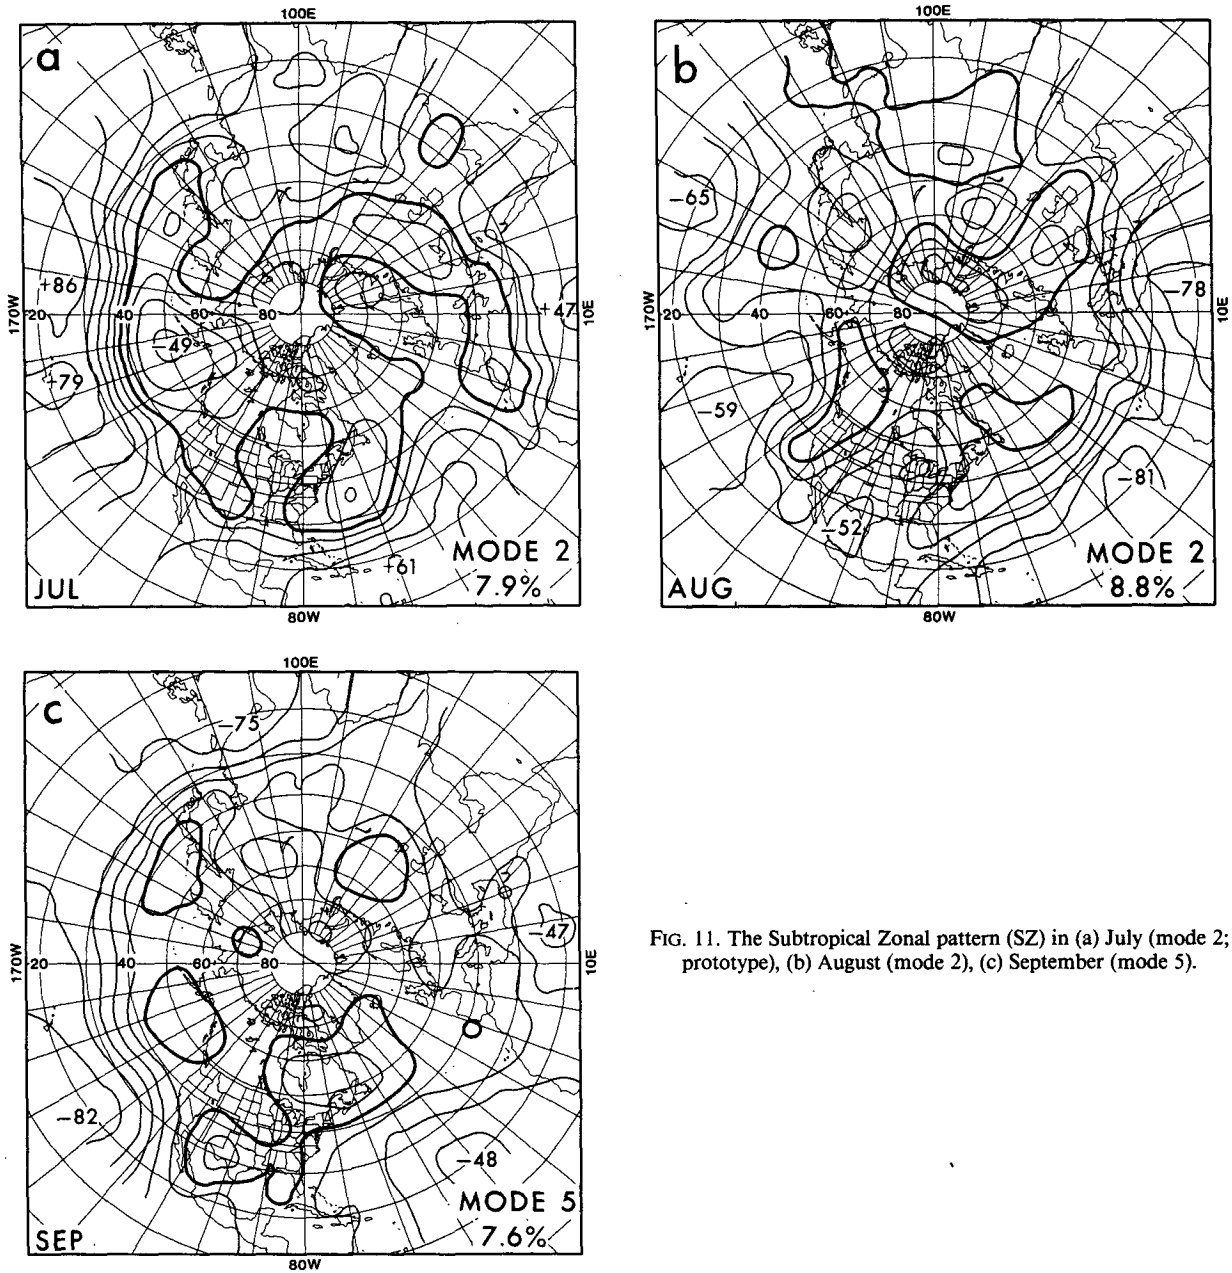 100E
a
+86
170W
20
40
60
80
+47
10E
-49
+79
+61
MODE 2
7.9%
JUL
80W
100E
b
-65
-78
170W
20
40
60
80
10E
-59
-81
-52
MODE 2
8.8%
AUG
80W
100E
c
-75
-47
170W
20
40
60
80
10E
-82
-48
MODE 5
7.6%
SEP
80W
FIG. 11. The Subtropical Zonal pattern (SZ) in (a) July (mode 2;
prototype), (b) August (mode 2), (c) September (mode 5).